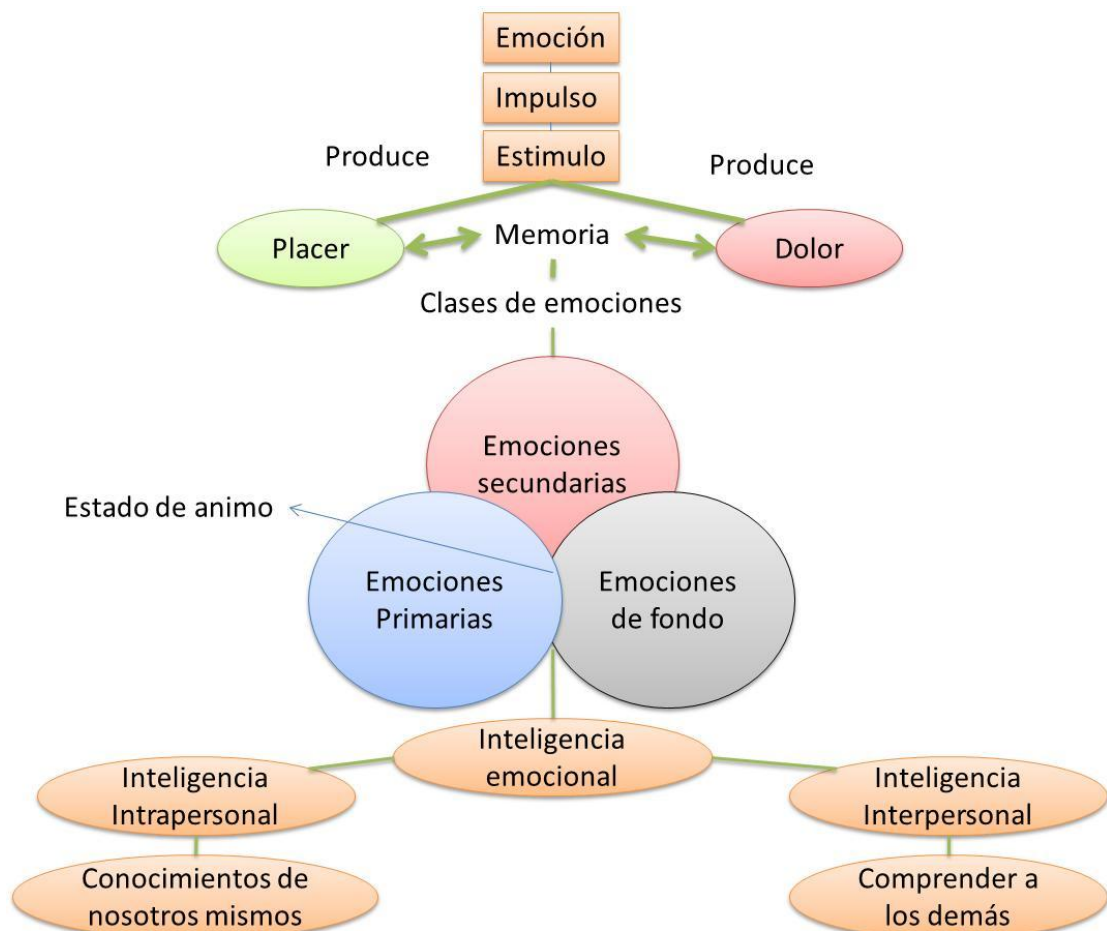 Emoción
Impulso
Estimulo
Produce
Produce
Placer
Memoria
Dolor
Clases de emociones
Emociones
secundarias
Estado de animo
Emociones
Primarias
Emociones
de fondo
Inteligencia
emocional
Inteligencia
Intrapersonal
Inteligencia
Interpersonal
Conocimientos de
nosotros mismos
Comprender a
los demás